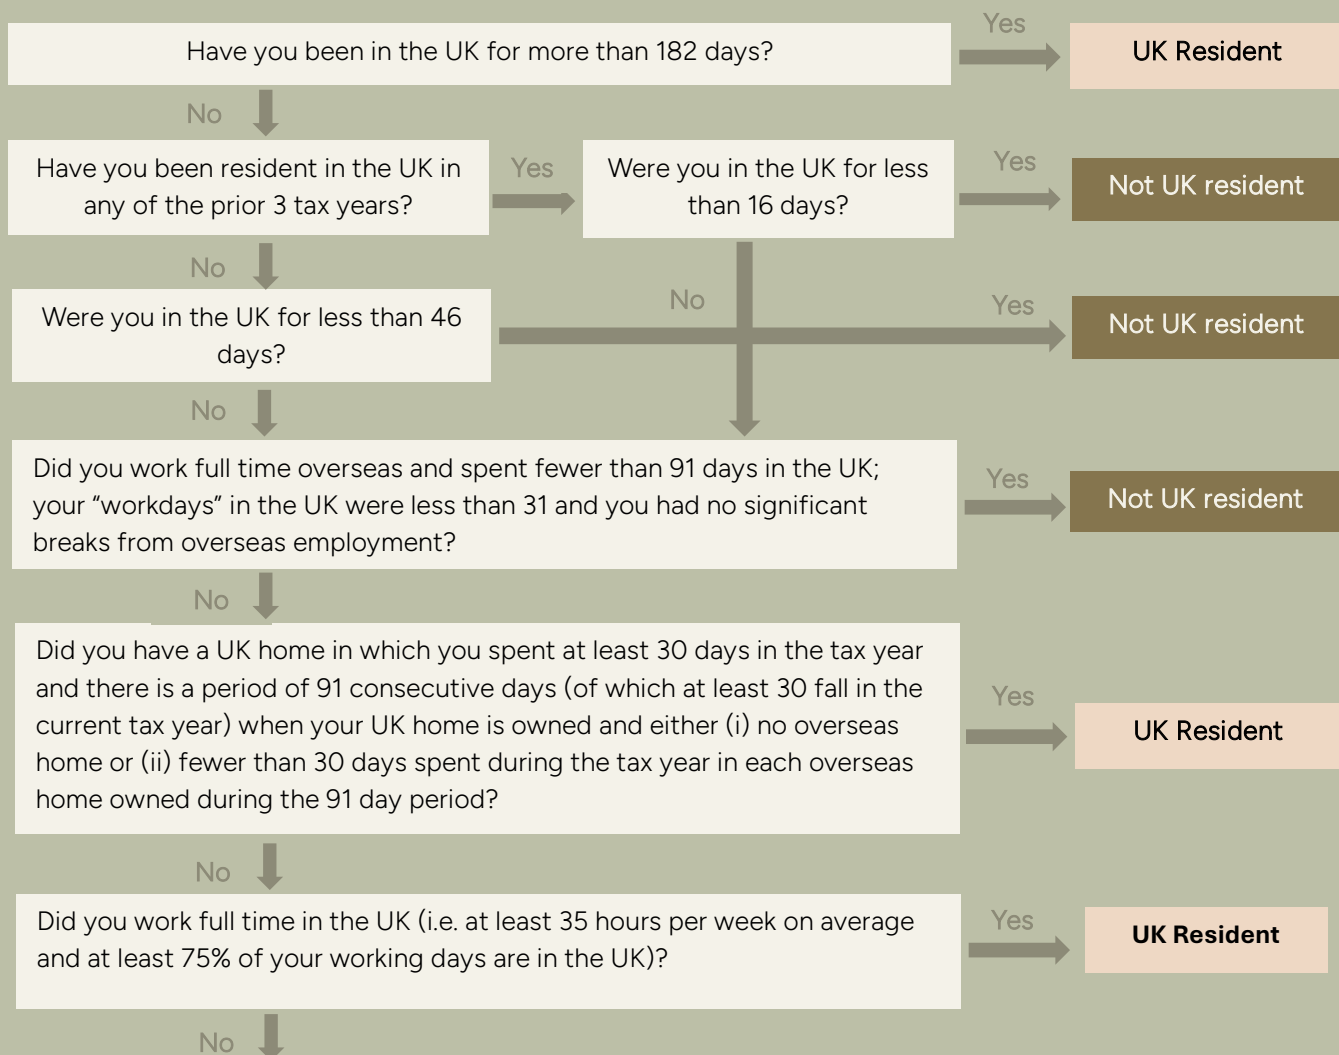 Have you been in the UK for more than 182 days?
Yes
UK Resident
No
Have you been resident in the UK in
any of the prior 3 tax years?
Yes
Were you in the UK for less
than 16 days?
Yes
Not UK resident
No
Were you in the UK for less than 46
days?
No
Yes
Not UK resident
No
Did you work full time overseas and spent fewer than 91 days in the UK;
your “workdays” in the UK were less than 31 and you had no significant
breaks from overseas employment?
Yes
Not UK resident
No
Did you have a UK home in which you spent at least 30 days in the tax year
and there is a period of 91 consecutive days (of which at least 30 fall in the
current tax year) when your UK home is owned and either (i) no overseas
home or (ii) fewer than 30 days spent during the tax year in each overseas
home owned during the 91 day period?
Yes
UK Resident
No
Did you work full time in the UK (i.e. at least 35 hours per week on average
and at least 75% of your working days are in the UK)?
Yes
UK Resident
No